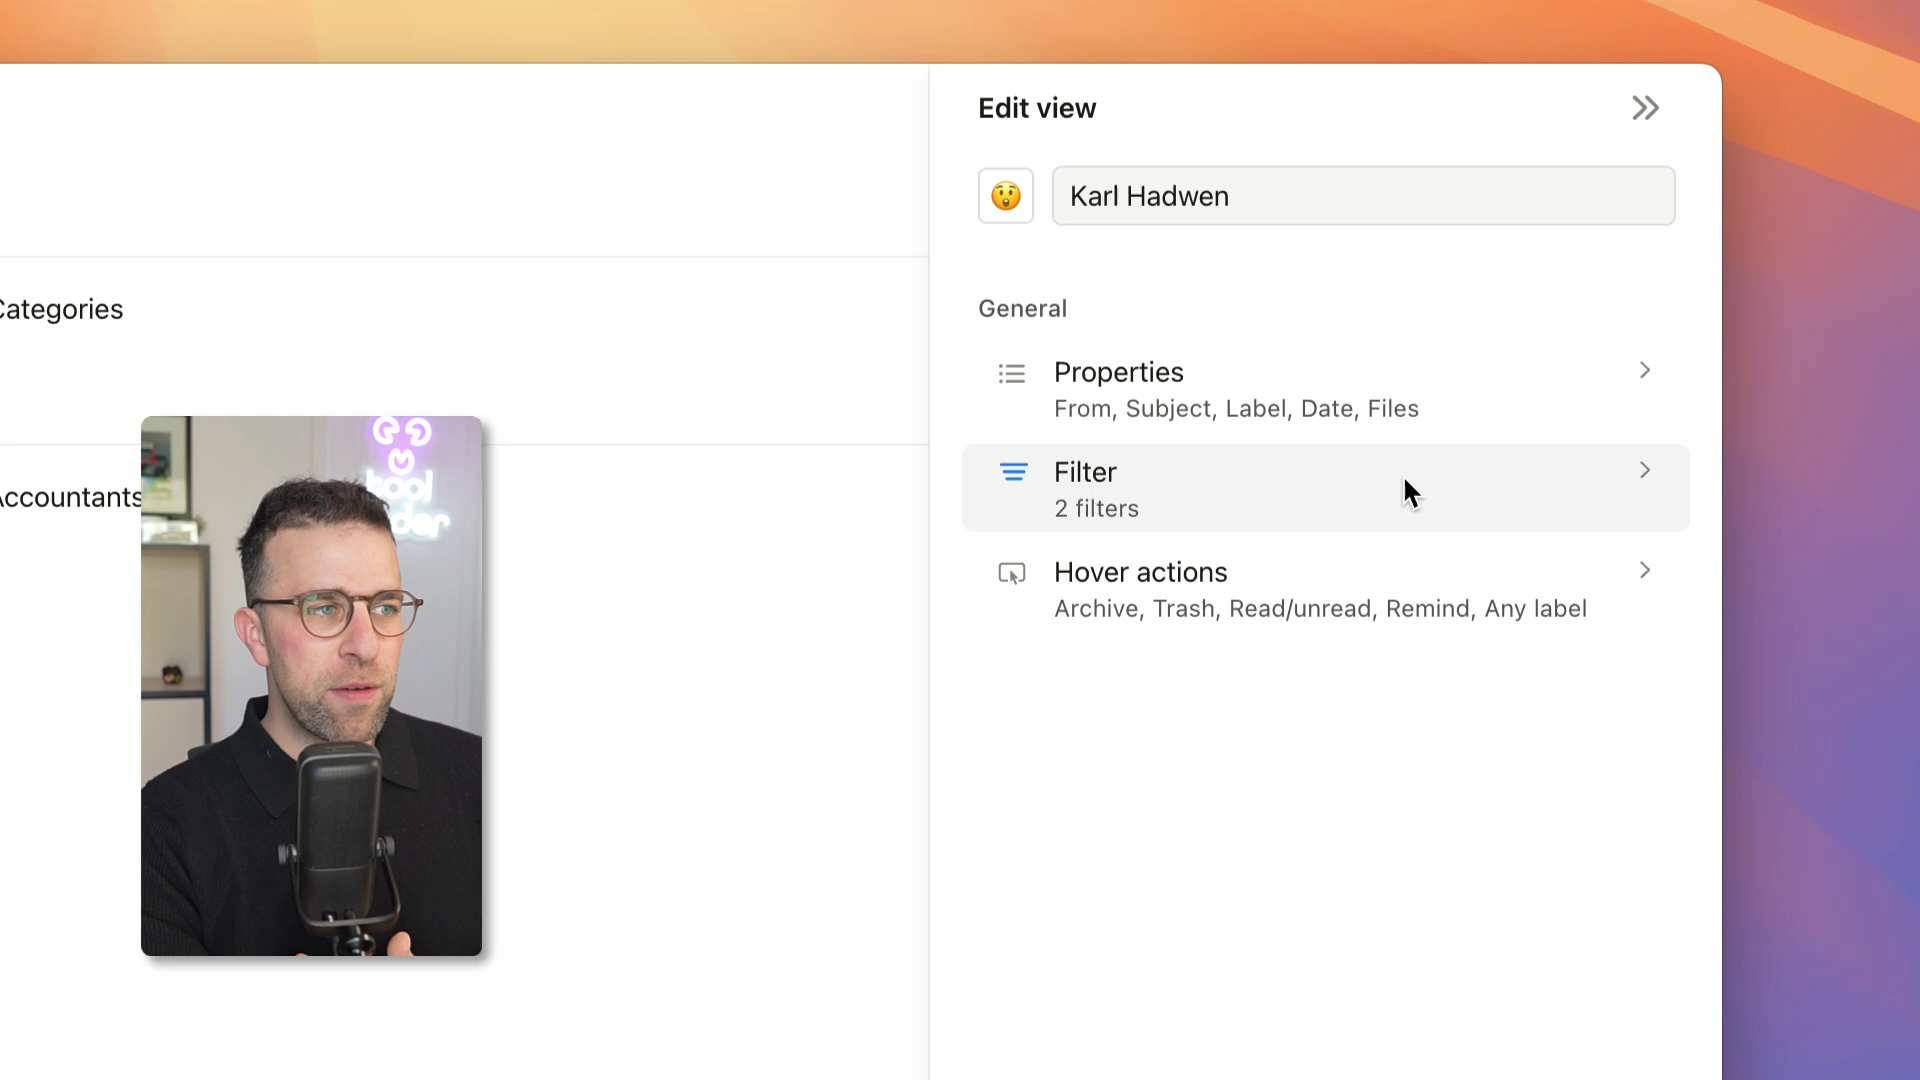 Edit view
Karl Hadwen
General
Categories
Properties
From, Subject, Label, Date, Files
Filter
2 filters
Accountants
Hover actions
Archive, Trash, Read/unread, Remind, Any label
tool